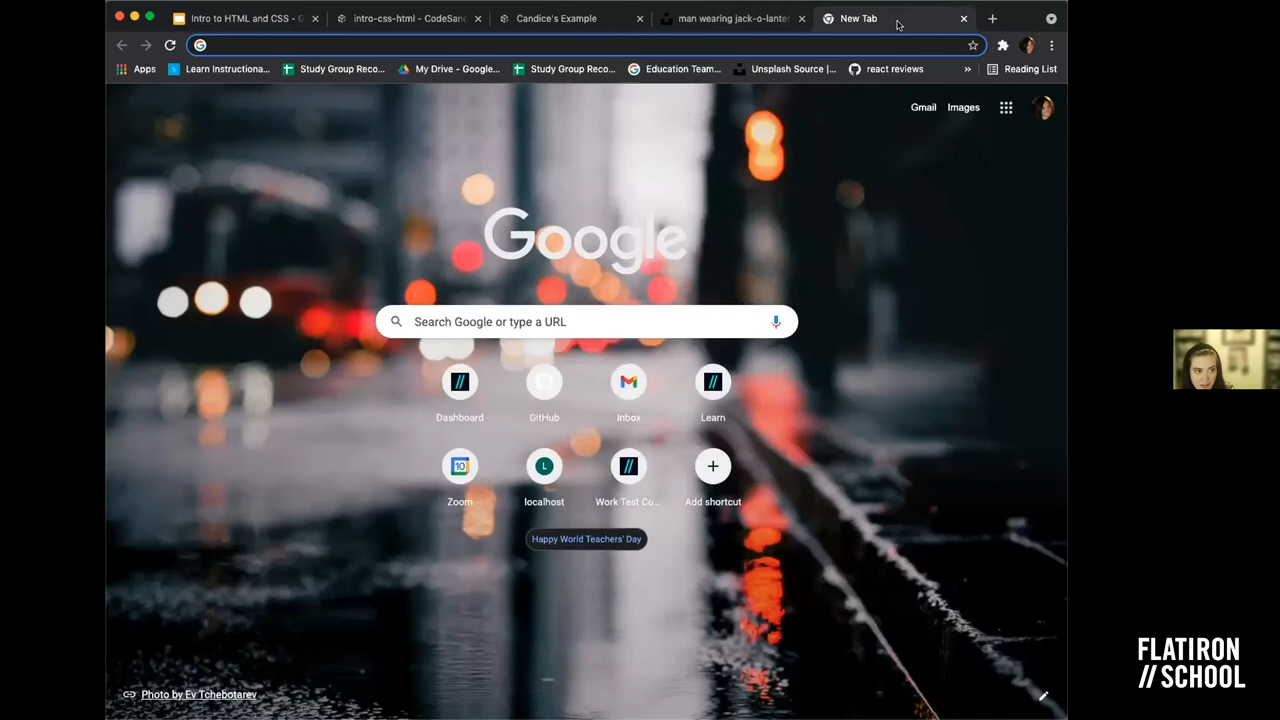 Intro to HTML and CSS - G
intro-css-html - CodeSan
Candice's Example
man wearing jack-o-lante
New Tab
Apps
Learn Instructiona...
Study Group Reco...
My Drive - Google...
Study Group Reco...
Education Team...
Unsplash Source |...
react reviews
»
Reading List
Gmail
Images
Google
Search Google or type a URL
Dashboard
GitHub
Inbox
Learn
10
Zoom
L
localhost
Work Test Co...
Add shortcut
Happy World Teachers' Day
Photo by Ev Tchebotarev
FLATIRON
// SCHOOL